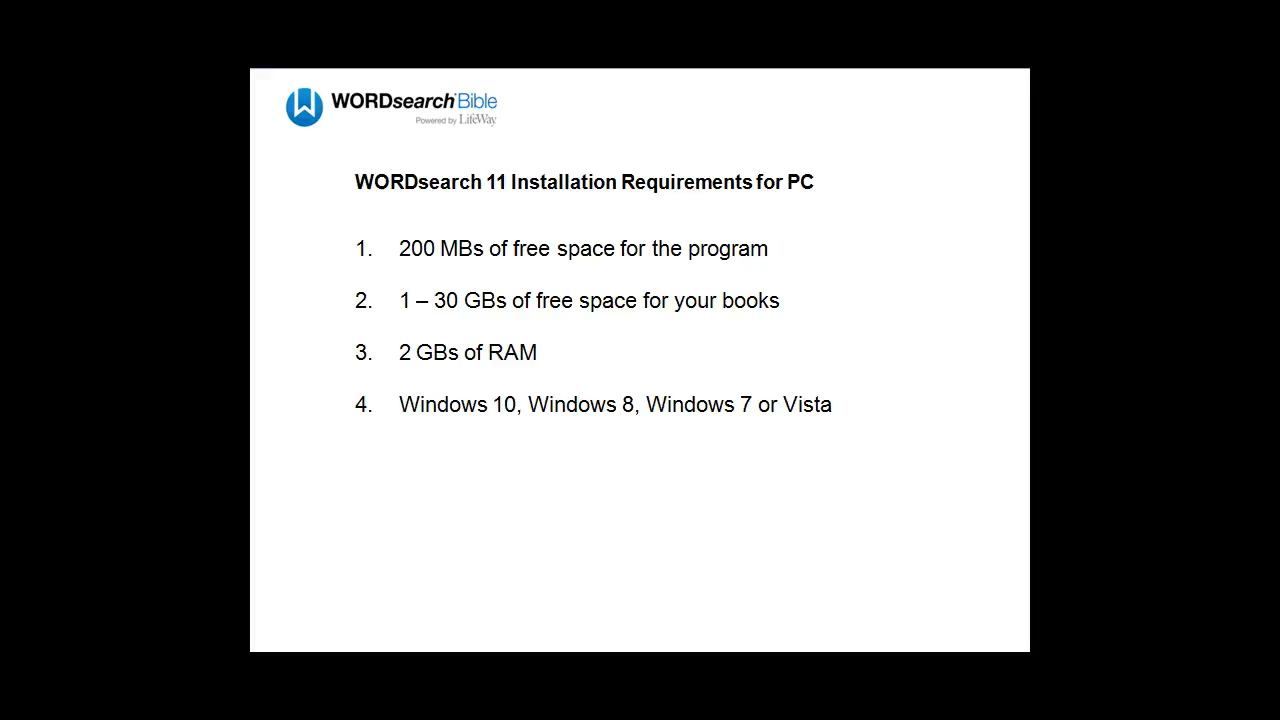 WORDsearch® Bible
Powered by LifeWay
WORDsearch 11 Installation Requirements for PC
1. 200 MBs of free space for the program
2. 1 – 30 GBs of free space for your books
3. 2 GBs of RAM
4. Windows 10, Windows 8, Windows 7 or Vista